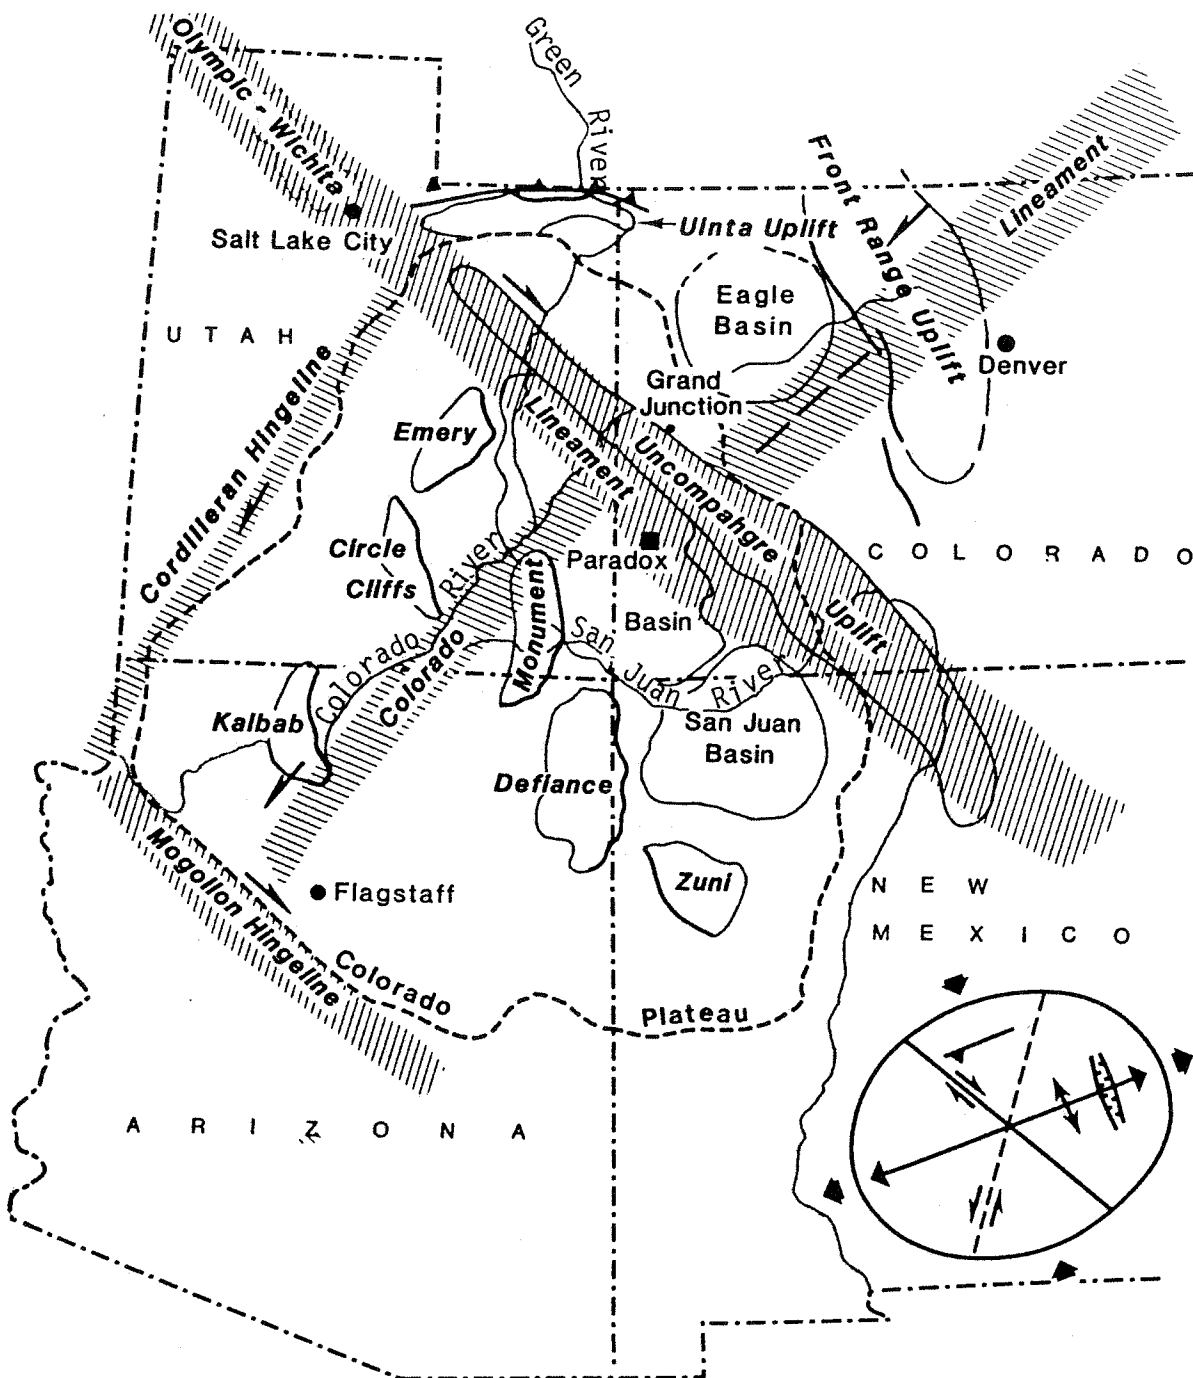 Olympic - Wichita
Green River
Salt Lake City
Uinta Uplift
Front Range Uplift
Lineament
Eagle
Basin
UTAH
Denver
Grand
Junction
Cordilleran Hingeline
Emery
Lineament
Uncompahgre
Uplift
Circle
Cliffs
Paradox
Basin
COLORADO
Colorado River
Colorado
Monument
San Juan River
Kaibab
San Juan
Basin
Defiance
Zuni
Mogollon Hingeline
Flagstaff
NEW
MEXICO
Colorado
Plateau
ARIZONA